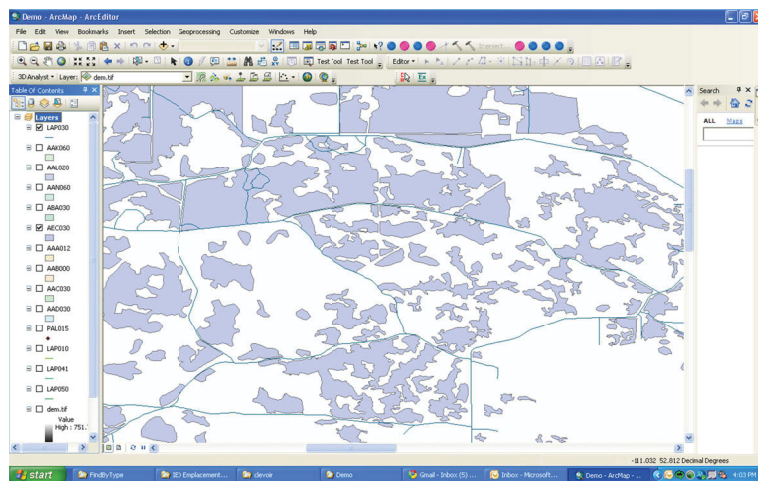 Demo - ArcMap - ArcEditor
File Edit View Bookmarks Insert Selection Geoprocessing Customize Windows Help
Test Tool Test Tool Editor
3D Analyst Layer: dem.tif
Table Of Contents
Search
Layers
ALL Maps
LAP030
AAK060
AAL020
AAN060
ABA030
AEC030
AAA012
AAB000
AAC030
AAD030
PAL015
LAP010
LAP041
LAP050
dem.tif
Value
High : 751.
-111.032 52.812 Decimal Degrees
start FindByType IE) Emplacement... devoir Demo Gmail - Inbox (5) ... Inbox - Microsoft... Demo - ArcMap - ... 4:03 PM